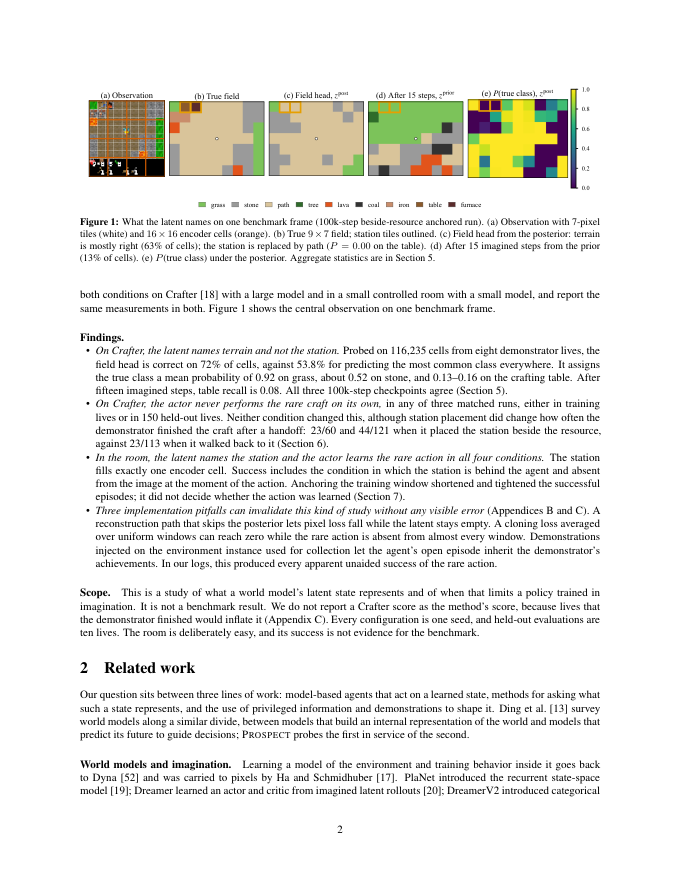 (a) Observation
(b) True field
(c) Field head, z^post
(d) After 15 steps, z^prior
(e) P(true class), z^post
1.0
0.8
0.6
0.4
0.2
0.0
grass stone path tree lava coal iron table furnace
Figure 1: What the latent names on one benchmark frame (100k-step beside-resource anchored run). (a) Observation with 7-pixel
tiles (white) and 16 × 16 encoder cells (orange). (b) True 9 × 7 field; station outlined. (c) Field head from the posterior: terrain
is mostly right (63% of cells); the station is replaced by path (P = 0.00 on the table). (d) After 15 imagined steps from the prior
(13% of cells). (e) P(true class) under the posterior. Aggregate statistics are in Section 5.
both conditions on Crafter [18] with a large model and in a small controlled room with a small model, and report the
same measurements in both. Figure 1 shows the central observation on one benchmark frame.
Findings.
• On Crafter, the latent names terrain and not the station. Probed on 116,235 cells from eight demonstrator lives, the
field head is correct on 72% of cells, against 53.8% for predicting the most common class everywhere. It assigns
the true class a mean probability of 0.92 on grass, about 0.52 on stone, and 0.13–0.16 on the crafting table. After
fifteen imagined steps, table recall is 0.08. All three 100k-step checkpoints agree (Section 5).
• On Crafter, the actor never performs the rare craft on its own, in any of three matched runs, either in training
lives or in 150 held-out lives. Neither condition changed this, although station placement did change how often the
demonstrator finished the craft after a handoff: 23/60 and 44/121 when it placed the station beside the resource,
against 23/113 when it walked back to it (Section 6).
• In the room, the latent names the station and the actor learns the rare action in all four conditions. The station
fills exactly one encoder cell. Success includes the condition in which the station is behind the agent and absent
from the image at the moment of the action. Anchoring the training window shortened and tightened the successful
episodes; it did not decide whether the action was learned (Section 7).
• Three implementation pitfalls can invalidate this kind of study without any visible error (Appendices B and C). A
reconstruction path that skips the posterior lets pixel loss fall while the latent stays empty. A cloning loss averaged
over uniform windows can reach zero while the rare action is absent from almost every window. Demonstrations
injected on the environment instance used for collection let the agent's open episode inherit the demonstrator's
achievements. In our logs, this produced every apparent unaided success of the rare action.
Scope. This is a study of what a world model's latent state represents and of when that limits a policy trained in
imagination. It is not a benchmark result. We do not report a Crafter score as the method's score, because lives that
the demonstrator finished would inflate it (Appendix C). Every configuration is one seed, and held-out evaluations are
ten lives. The room is deliberately easy, and its success is not evidence for the benchmark.
2 Related work
Our question sits between three lines of work: model-based agents that act on a learned state, methods for asking what
such a state represents, and the use of privileged information and demonstrations to shape it. Ding et al. [13] survey
world models along a similar divide, between models that build an internal representation of the world and models that
predict its future to guide decisions; PROSPECT probes the first in service of the second.
World models and imagination. Learning a model of the environment and training behavior inside it goes back
to Dyna [52] and was carried to pixels by Ha and Schmidhuber [17]. PlaNet introduced the recurrent state-space
model [19]; Dreamer learned an actor and critic from imagined latent rollouts [20]; DreamerV2 introduced categorical
2